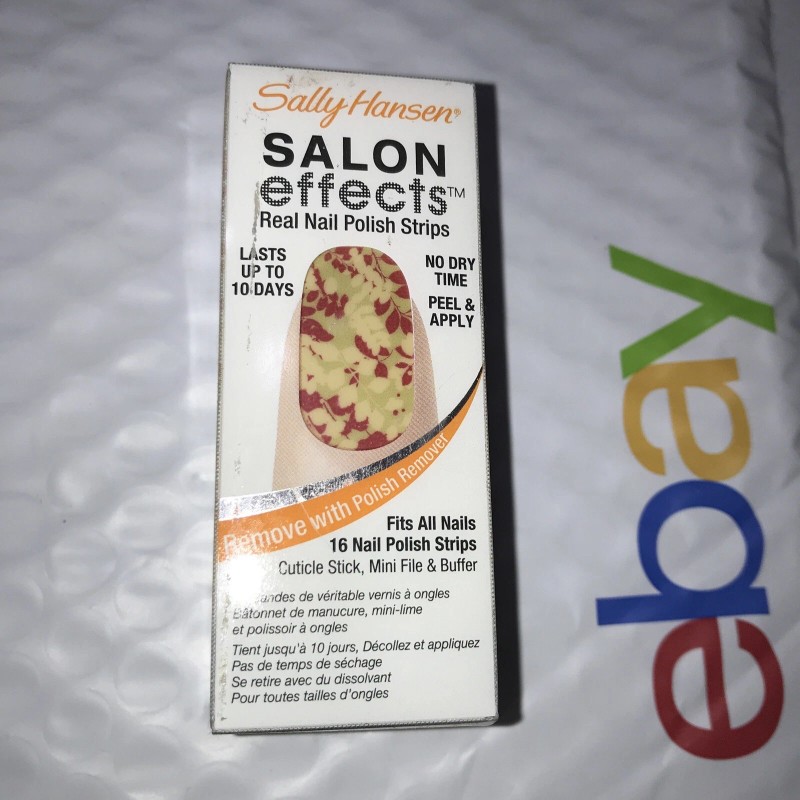 Sally Hansen®
SALON
effects™
Real Nail Polish Strips
LASTS
UP TO
10 DAYS
NO DRY
TIME
PEEL &
APPLY
Remove with Polish Remover
Fits All Nails
16 Nail Polish Strips
Cuticle Stick, Mini File & Buffer
de véritable vernis à ongles
Bâtonnet de manucure, mini-lime
et polissoir à ongles
Tient jusqu'à 10 jours, Décollez et appliquez
Pas de temps de séchage
Se retire avec du dissolvant
Pour toutes tailles d'ongles
ebay